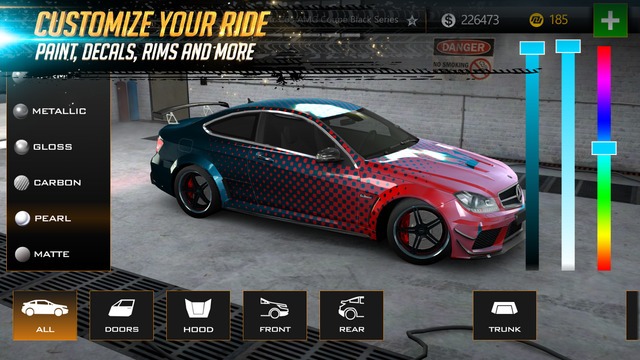 CUSTOMIZE YOUR RIDE
PAINT, DECALS, RIMS AND MORE
AMG Coupe Black Series
226473
185
DANGER
NO SMOKING
METALLIC
GLOSS
CARBON
PEARL
MATTE
ALL
DOORS
HOOD
FRONT
REAR
TRUNK